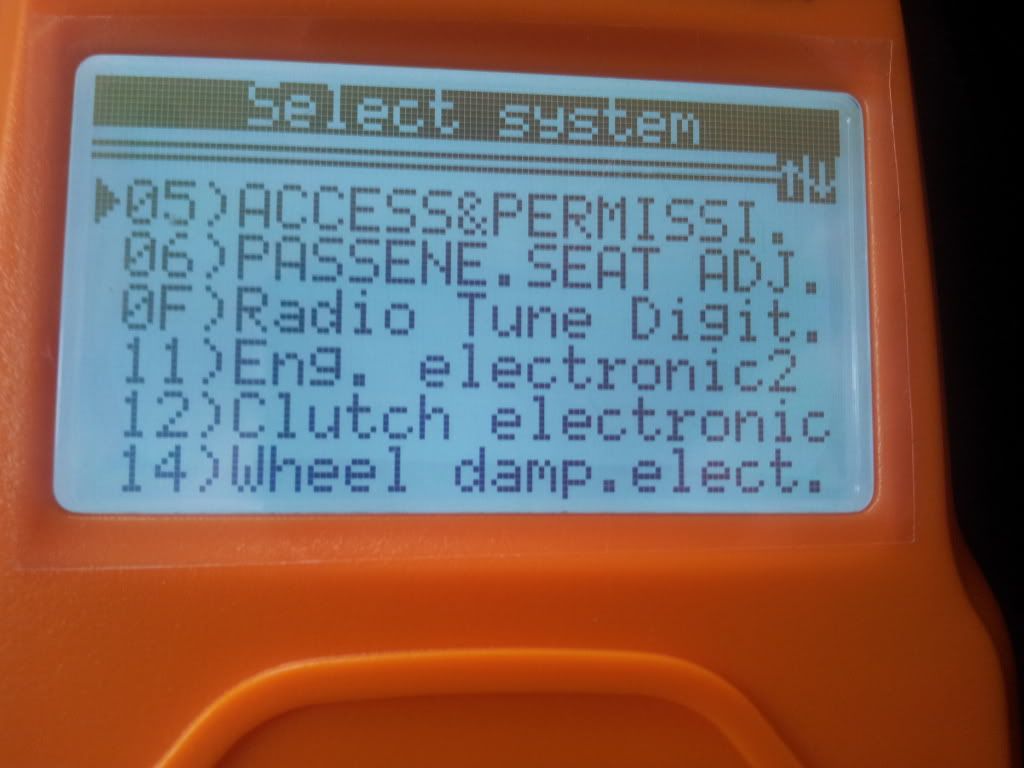 Select system
05)ACCESS&PERMISSI.
06)PASSENE.SEAT ADJ.
0F)Radio Tune Digit.
11)Eng. electronic2
12)Clutch electronic
14)Wheel damp.elect.